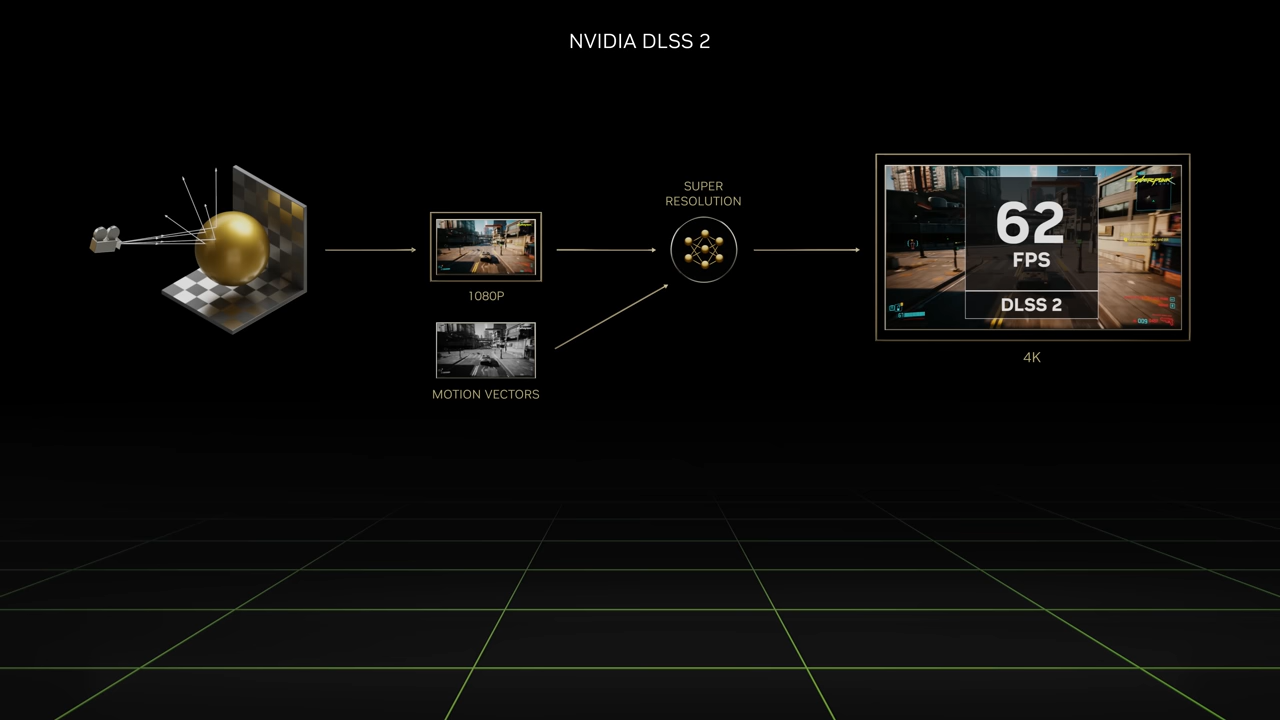 NVIDIA DLSS 2
SUPER
RESOLUTION
1080P
MOTION VECTORS
62
FPS
DLSS 2
4K